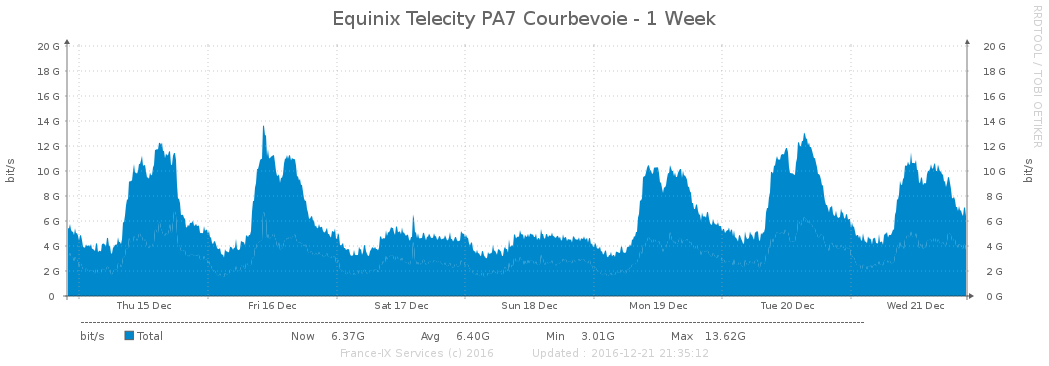 Equinix Telecity PA7 Courbevoie - 1 Week
RRDTOOL / TOBI OETIKER
bit/s
20 G
18 G
16 G
14 G
12 G
10 G
8 G
6 G
4 G
2 G
0
20 G
18 G
16 G
14 G
12 G
10 G
8 G
6 G
4 G
2 G
0 G
bit/s
Thu 15 Dec Fri 16 Dec Sat 17 Dec Sun 18 Dec Mon 19 Dec Tue 20 Dec Wed 21 Dec
bit/s Total Now 6.37G Avg 6.40G Min 3.01G Max 13.62G
France-IX Services (c) 2016 Updated : 2016-12-21 21:35:12